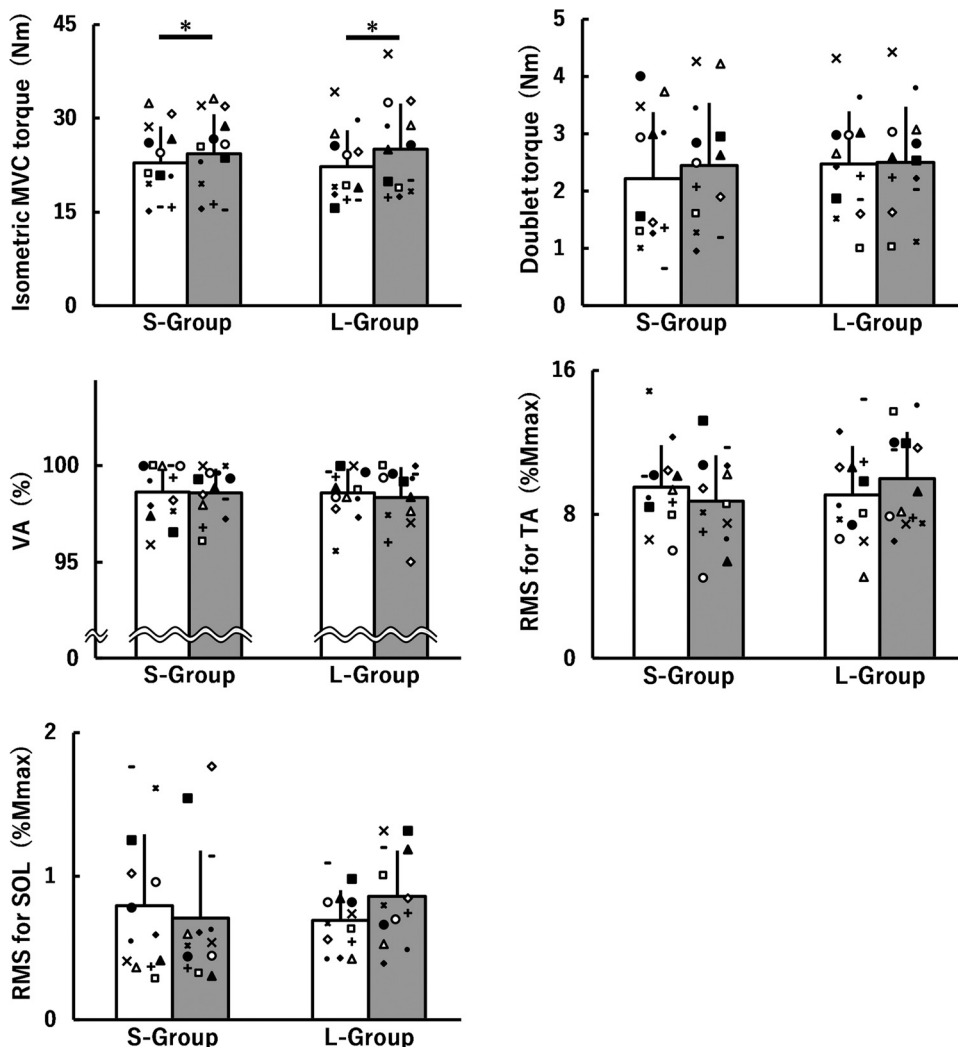 45
30
15
0
Isometric MVC torque (Nm)
* *
S-Group L-Group
5
4
3
2
1
0
Doublet torque (Nm)
S-Group L-Group
100
95
0
VA (%)
S-Group L-Group
16
8
0
RMS for TA (%Mmax)
S-Group L-Group
2
1
0
RMS for SOL (%Mmax)
S-Group L-Group